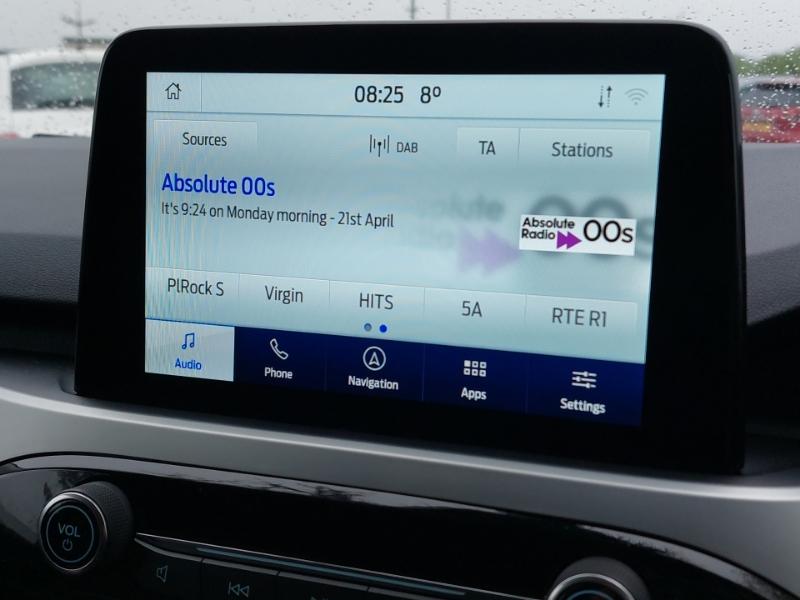 08:25 8º
Sources
DAB
TA
Stations
Absolute 00s
It's 9:24 on Monday morning - 21st April
Absolute
Radio
00s
PlRock S
Virgin
HITS
5A
RTE R1
Audio
Phone
Navigation
Apps
Settings
VOL